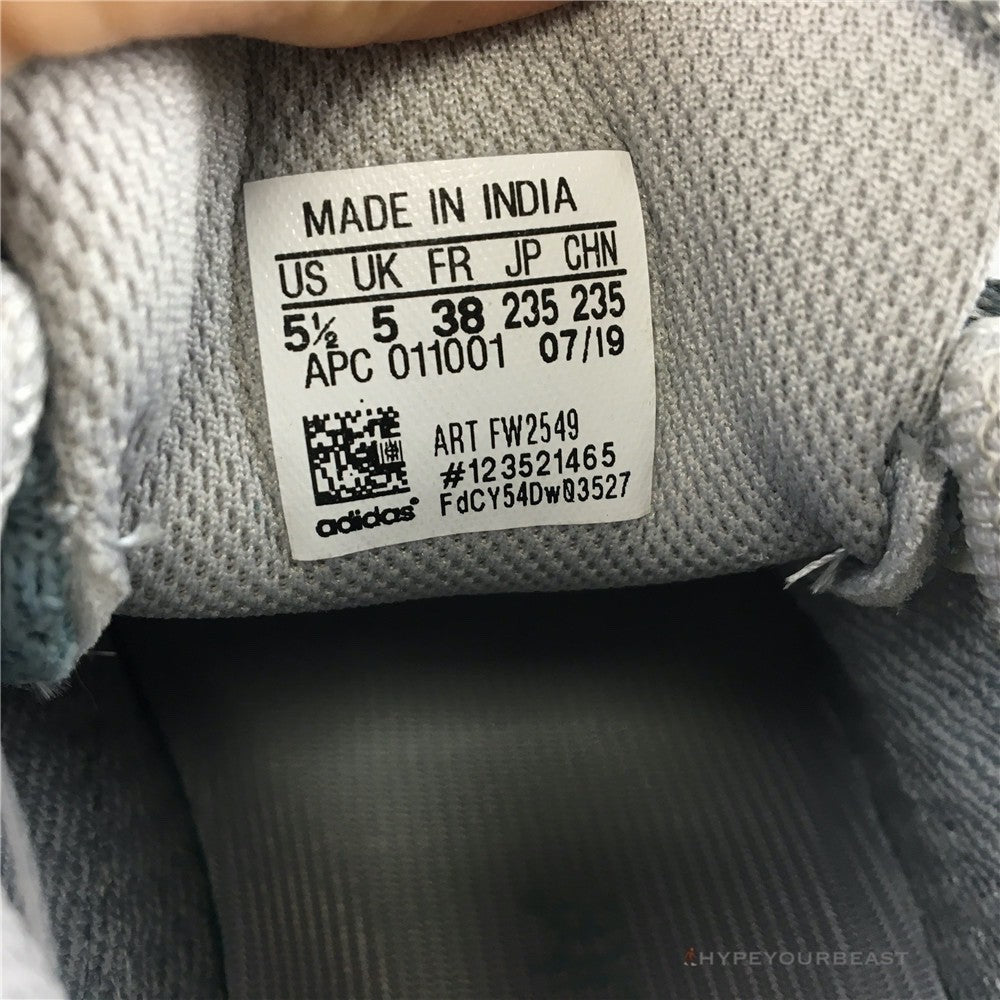 MADE IN INDIA
US UK FR JP CHN
5½ 5 38 235 235
APC 011001 07/19
ART FW2549
#123521465
FdCY54DwQ3527
adidas
HYPEYOURBEAST